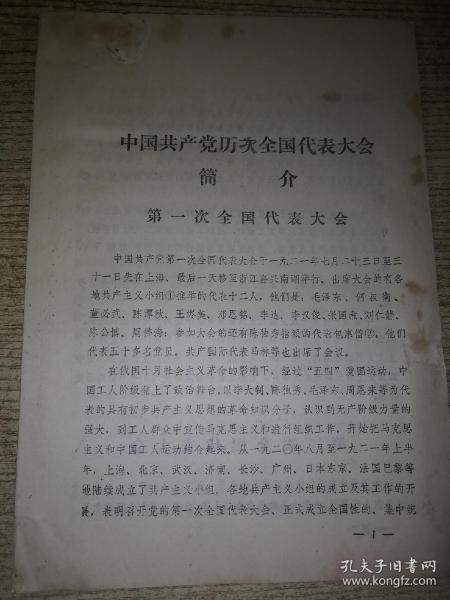 中国共产党历次全国代表大会
简 介
第一次全国代表大会
中国共产党第一次全国代表大会于一九二一年七月二十三日至三
十一日先在上海、最后一天移至浙江嘉兴南湖举行。出席大会的有各
地共产主义小组①推举的代表十二人，他们是：毛泽东、何叔衡、
董必武、陈潭秋、王烬美、邓恩铭、李达、李汉俊、张国焘、刘仁静、
陈公博、周佛海；参加大会的还有陈独秀指派的代表包惠僧②。他们
代表五十多名党员。共产国际代表马林等也出席了会议。
在俄国十月社会主义革命的影响下，经过“五四”爱国运动，中
国工人阶级登上了政治舞台，以李大钊、陈独秀、毛泽东、周恩来等为代
表的具有初步共产主义思想的革命知识分子，认识到无产阶级力量的
强大，到工人群众中宣传马克思主义和进行组织工作，开始把马克思
主义和中国工人运动结合起来。从一九二〇年八月至一九二一年上半
年，上海、北京、武汉、济南、长沙、广州、日本东京、法国巴黎等
地陆续成立了共产主义小组。各地共产主义小组的成立及其工作的开
展，表明召开党的第一次全国代表大会、正式成立全国性的、集中统
— 1 —
孔夫子旧书网
www.kongfz.com